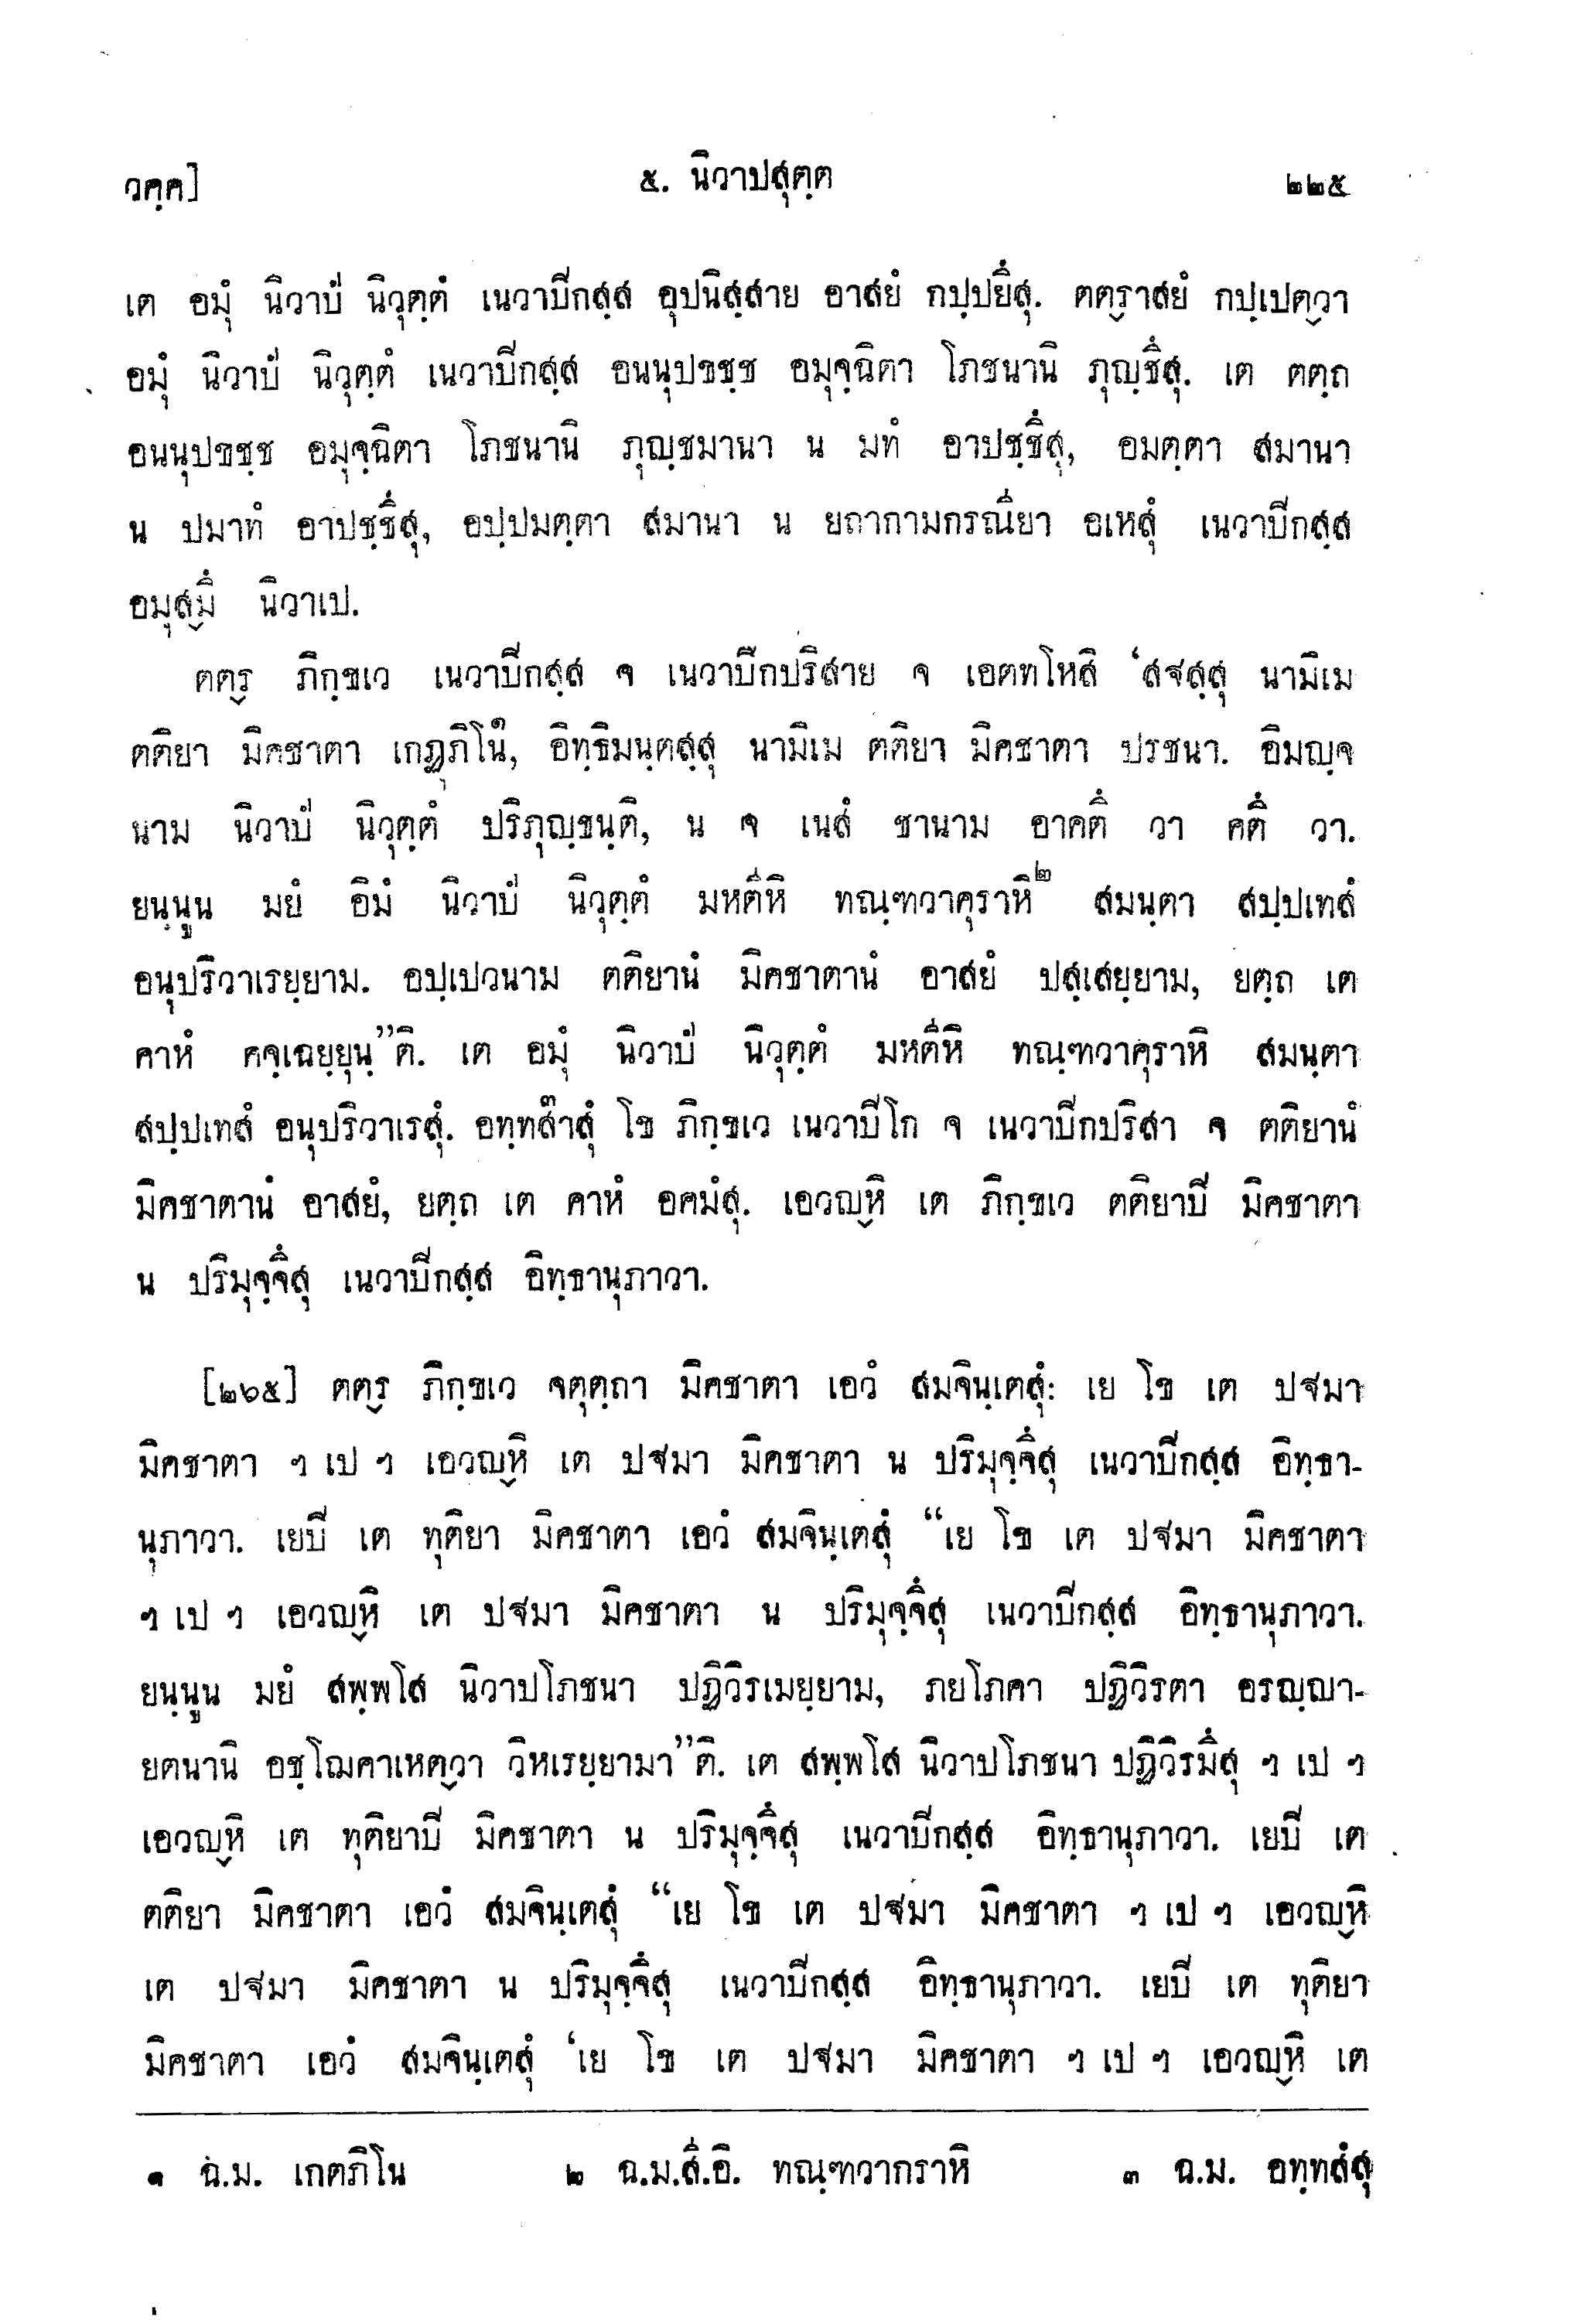 วคฺค]
๕. นิวาปสุตฺต
๒๒๕
เต อมุํ นิวาปํ นิวุตฺตํ เนวาปิกสฺส อุปนิสฺสาย อาสยํ กปฺปยึสุ. ตตฺราสยํ กปฺเปตฺวา
อมุํ นิวาปํ นิวุตฺตํ เนวาปิกสฺส อนนุปขชฺช อมุจฺฉิตา โภชนานิ ภุญฺชึสุ. เต ตตฺถ
อนนุปขชฺช อมุจฺฉิตา โภชนานิ ภุญฺชมานา น มทํ อาปชฺชึสุ, อมตฺตา สมานา
น ปมาทํ อาปชฺชึสุ, อปฺปมตฺตา สมานา น ยถากามกรณียา อเหสุํ เนวาปิกสฺส
อมุสฺมึ นิวาเป.
ตตฺร ภิกฺขเว เนวาปิกสฺส จ เนวาปิกปริสาย จ เอตทโหสิ ‘สฐสฺสุ นามิเม
ตติยา มิคชาตา เกฏุภิโน๑, อิทฺธิมนฺตสฺสุ นามิเม ตติยา มิคชาตา ปรชนา. อิมญฺจ
นาม นิวาปํ นิวุตฺตํ ปริภุญฺชนฺติ, น จ เนสํ ชานาม อาคตึ วา คตึ วา.
ยนฺนูน มยํ อิมํ นิวาปํ นิวุตฺตํ มหตีหิ ทณฺฑวาคุราหิ๒ สมนฺตา สปฺปเทสํ
อนุปริวาเรยฺยาม. อปฺเปวนาม ตติยานํ มิคชาตานํ อาสยํ ปสฺเสยฺยาม, ยตฺถ เต
คาหํ คจฺเฉยฺยุนฺ”ติ. เต อมุํ นิวาปํ นิวุตฺตํ มหตีหิ ทณฺฑวาคุราหิ สมนฺตา
สปฺปเทสํ อนุปริวาเรสุํ. อทฺทสํา๓สุํ โข ภิกฺขเว เนวาปิโก จ เนวาปิกปริสา จ ตติยานํ
มิคชาตานํ อาสยํ, ยตฺถ เต คาหํ อคมํสุ. เอวญฺหิ เต ภิกฺขเว ตติยาปิ มิคชาตา
น ปริมุจฺจึสุ เนวาปิกสฺส อิทฺธานุภาวา.
[๒๖๕] ตตฺร ภิกฺขเว จตุตฺถา มิคชาตา เอวํ สมจินฺเตสุํ: เย โข เต ปฐมา
มิคชาตา ฯ เป ฯ เอวญฺหิ เต ปฐมา มิคชาตา น ปริมุจฺจึสุ เนวาปิกสฺส อิทฺธา-
นุภาวา. เยปิ เต ทุติยา มิคชาตา เอวํ สมจินฺเตสุํ “เย โข เต ปฐมา มิคชาตา
ฯ เป ฯ เอวญฺหิ เต ปฐมา มิคชาตา น ปริมุจฺจึสุ เนวาปิกสฺส อิทฺธานุภาวา.
ยนฺนูน มยํ สพฺพโส นิวาปโภชนา ปฏิวิรเมยฺยาม, ภยโภคา ปฏิวิรตา อรญฺญา-
ยตนานิ อชฺโฌคาเหตฺวา วิหเรยฺยามา”ติ. เต สพฺพโส นิวาปโภชนา ปฏิวิรมึสุ ฯ เป ฯ
เอวญฺหิ เต ทุติยาปิ มิคชาตา น ปริมุจฺจึสุ เนวาปิกสฺส อิทฺธานุภาวา. เยปิ เต
ตติยา มิคชาตา เอวํ สมจินฺเตสุํ “เย โข เต ปฐมา มิคชาตา ฯ เป ฯ เอวญฺหิ
เต ปฐมา มิคชาตา น ปริมุจฺจึสุ เนวาปิกสฺส อิทฺธานุภาวา. เยปิ เต ทุติยา
มิคชาตา เอวํ สมจินฺเตสุํ ‘เย โข เต ปฐมา มิคชาตา ฯ เป ฯ เอวญฺหิ เต
๑ ฉ.ม. เกตภิโน ๒ ฉ.ม.สี.อิ. ทณฺฑวากราหิ ๓ ฉ.ม. อทฺทสํสุ